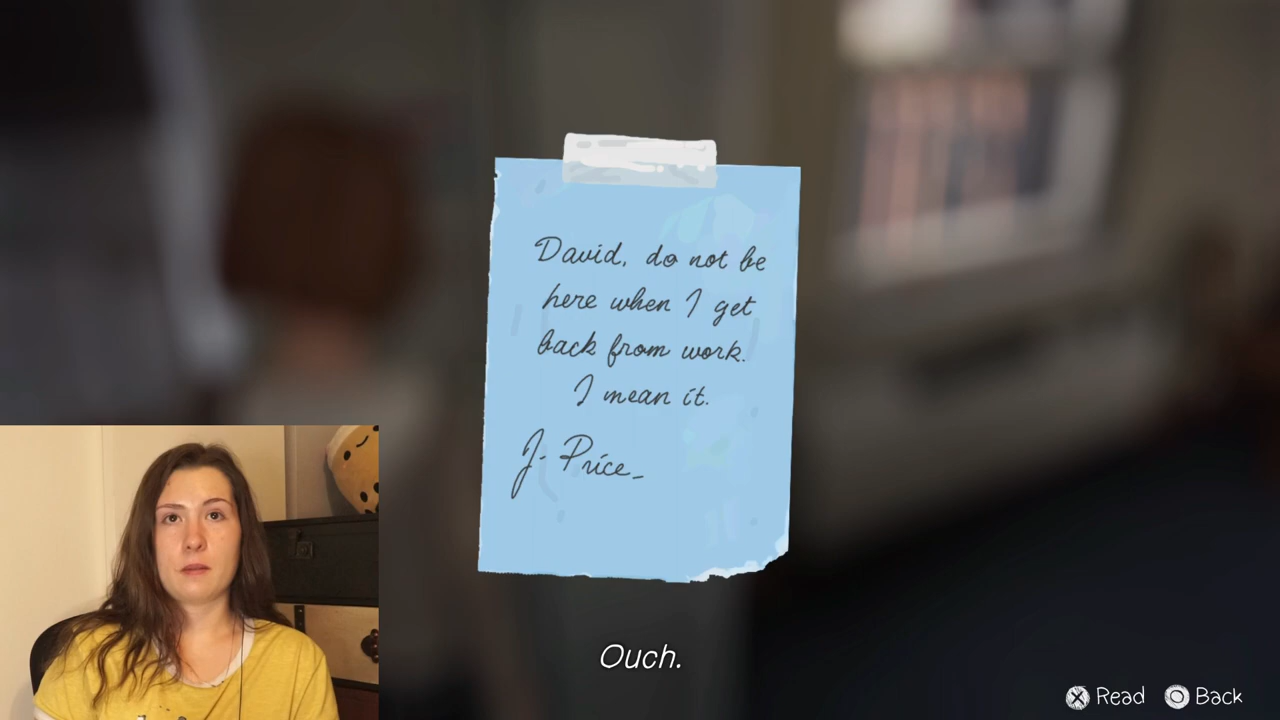 David, do not be
here when I get
back from work.
I mean it.
J. Price
Ouch.
Read Back